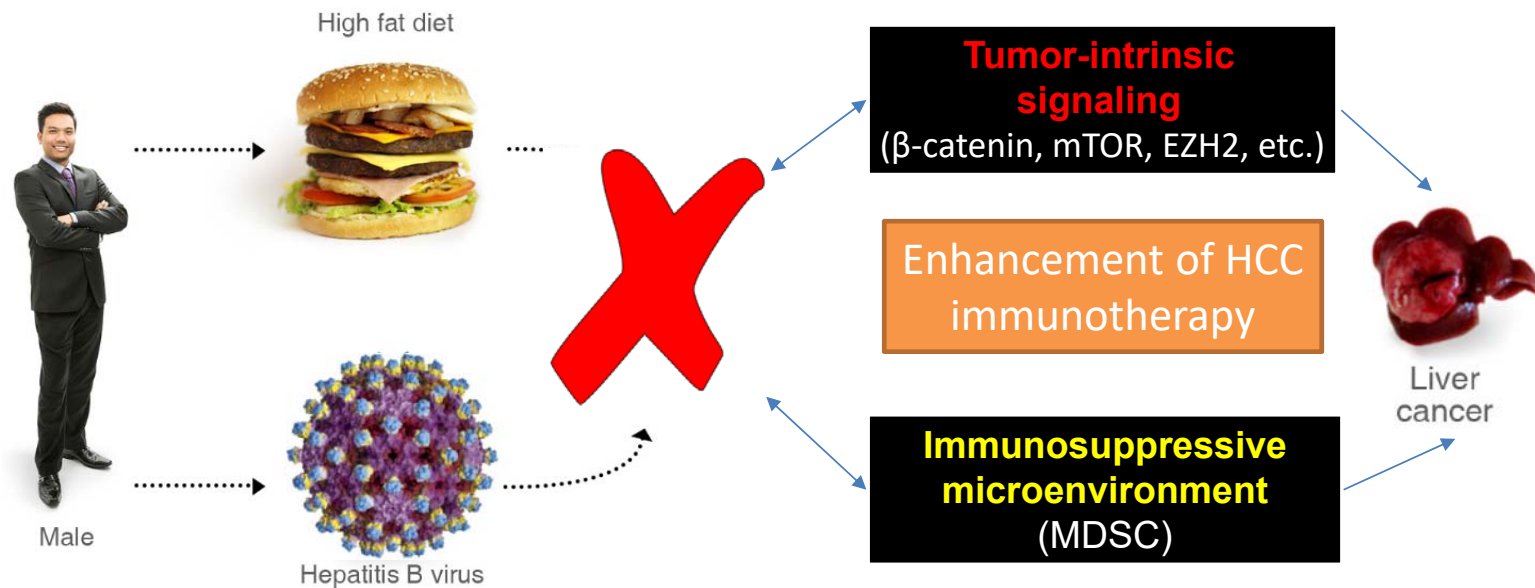 High fat diet
Male
Hepatitis B virus
Tumor-intrinsic
signaling
(β-catenin, mTOR, EZH2, etc.)
Enhancement of HCC
immunotherapy
Immunosuppressive
microenvironment
(MDSC)
Liver
cancer